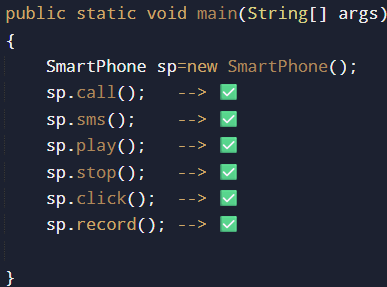 public static void main(String[] args)
{
SmartPhone sp=new SmartPhone();
sp.call(); --> ✅
sp.sms(); --> ✅
sp.play(); --> ✅
sp.stop(); --> ✅
sp.click(); --> ✅
sp.record(); --> ✅
}